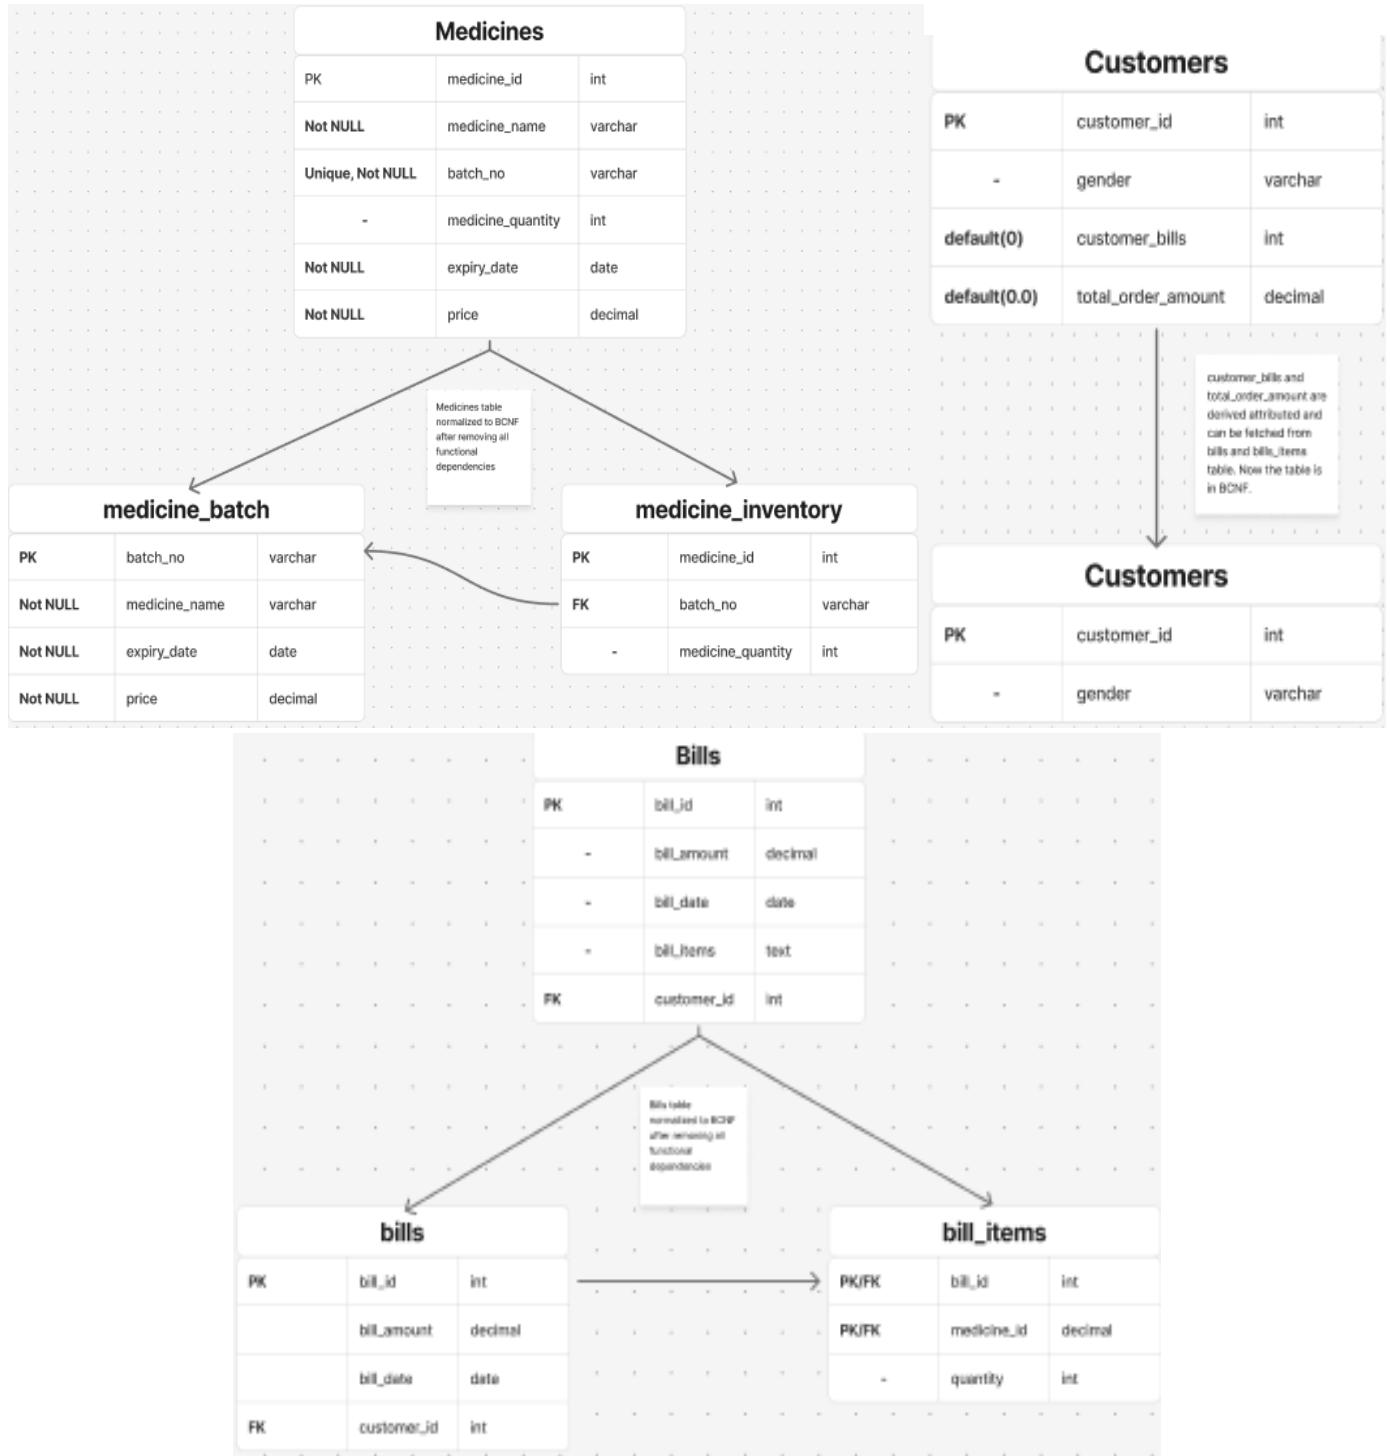 Medicines
PK medicine_id int
Not NULL medicine_name varchar
Unique, Not NULL batch_no varchar
- medicine_quantity int
Not NULL expiry_date date
Not NULL price decimal
Medicines table
normalized to BCNF
after removing all
functional
dependencies
medicine_batch
PK batch_no varchar
Not NULL medicine_name varchar
Not NULL expiry_date date
Not NULL price decimal
medicine_inventory
PK medicine_id int
FK batch_no varchar
- medicine_quantity int
Customers
PK customer_id int
- gender varchar
default(0) customer_bills int
default(0.0) total_order_amount decimal
customer_bills and
total_order_amount are
derived attributed and
can be fetched from
bills and bills_items
table. Now the table is
in BCNF.
Customers
PK customer_id int
- gender varchar
Bills
PK bill_id int
- bill_amount decimal
- bill_date date
- bill_items text
FK customer_id int
Bills table
normalized to BCNF
after removing all
functional
dependencies
bills
PK bill_id int
bill_amount decimal
bill_date date
FK customer_id int
bill_items
PK/FK bill_id int
PK/FK medicine_id decimal
- quantity int